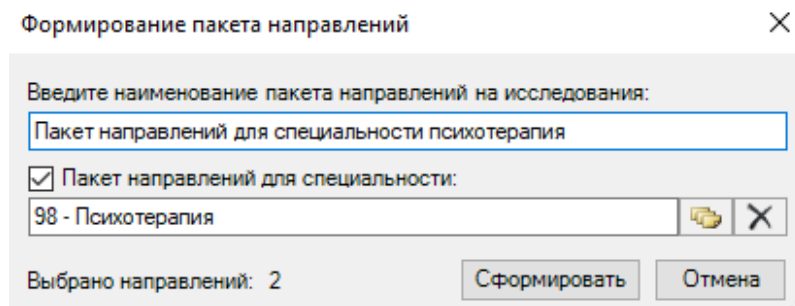 Формирование пакета направлений
Введите наименование пакета направлений на исследования:
Пакет направлений для специальности психотерапия
Пакет направлений для специальности:
98 - Психотерапия
Выбрано направлений: 2 Сформировать Отмена